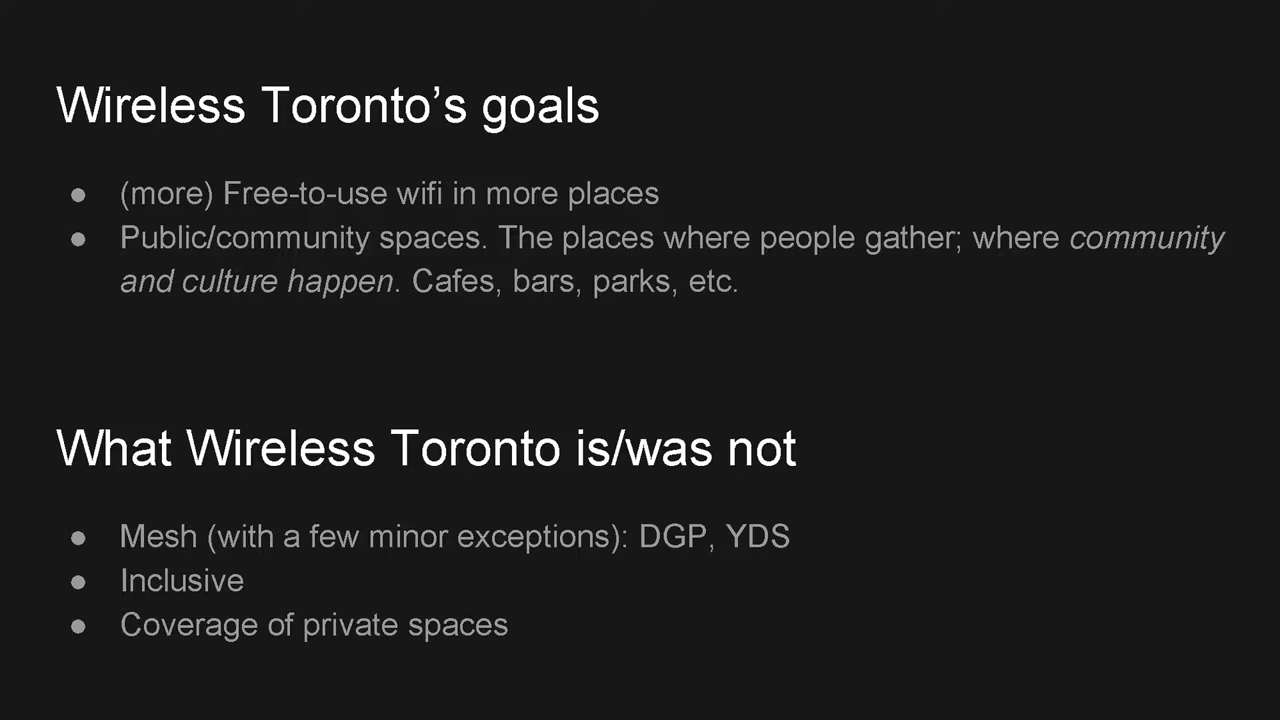 Wireless Toronto’s goals
● (more) Free-to-use wifi in more places
● Public/community spaces. The places where people gather; where community
and culture happen. Cafes, bars, parks, etc.
What Wireless Toronto is/was not
● Mesh (with a few minor exceptions): DGP, YDS
● Inclusive
● Coverage of private spaces